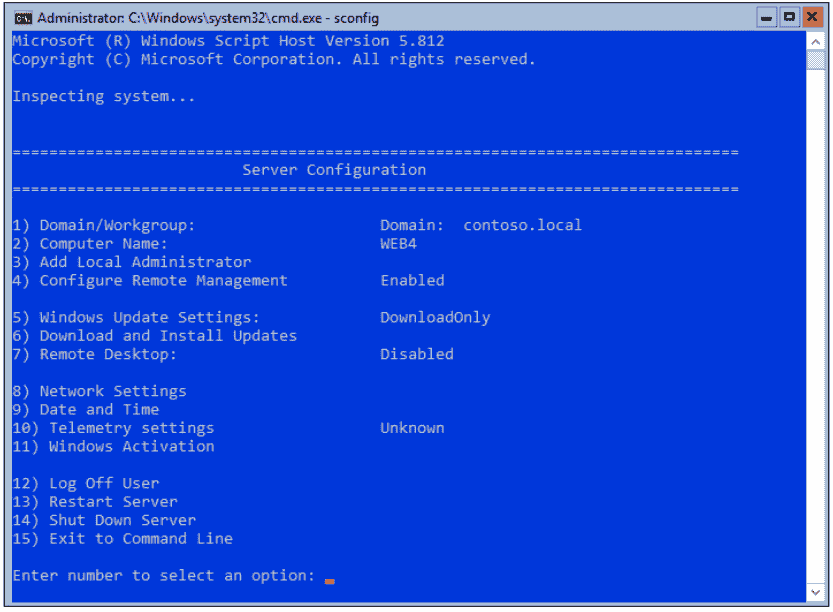 Administrator: C:\Windows\system32\cmd.exe - sconfig
Microsoft (R) Windows Script Host Version 5.812
Copyright (C) Microsoft Corporation. All rights reserved.
Inspecting system...
===============================================================================
Server Configuration
===============================================================================
1) Domain/Workgroup: Domain: contoso.local
2) Computer Name: WEB4
3) Add Local Administrator
4) Configure Remote Management Enabled
5) Windows Update Settings: DownloadOnly
6) Download and Install Updates
7) Remote Desktop: Disabled
8) Network Settings
9) Date and Time
10) Telemetry settings Unknown
11) Windows Activation
12) Log Off User
13) Restart Server
14) Shut Down Server
15) Exit to Command Line
Enter number to select an option: